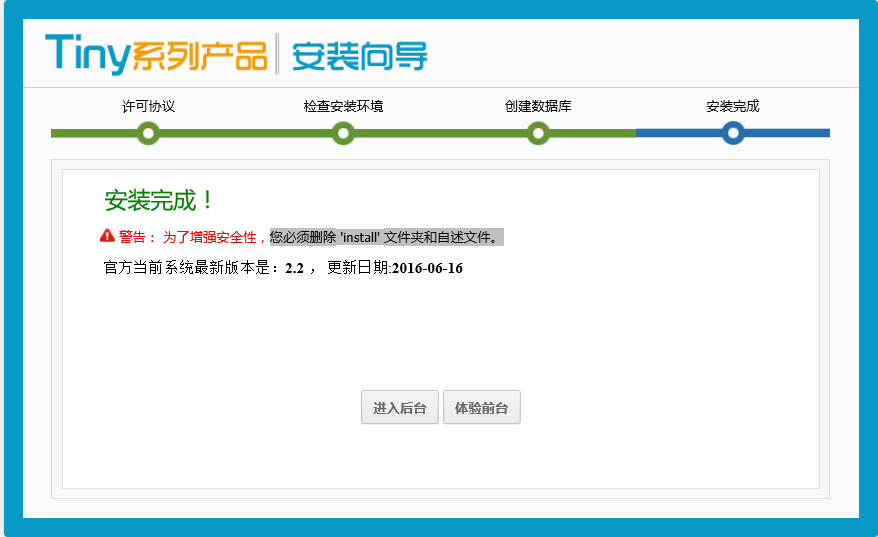 Tiny系列产品 安装向导
许可协议 检查安装环境 创建数据库 安装完成
安装完成！
警告： 为了增强安全性，您必须删除 'install' 文件夹和自述文件。
官方当前系统最新版本是：2.2 ， 更新日期:2016-06-16
进入后台 体验前台